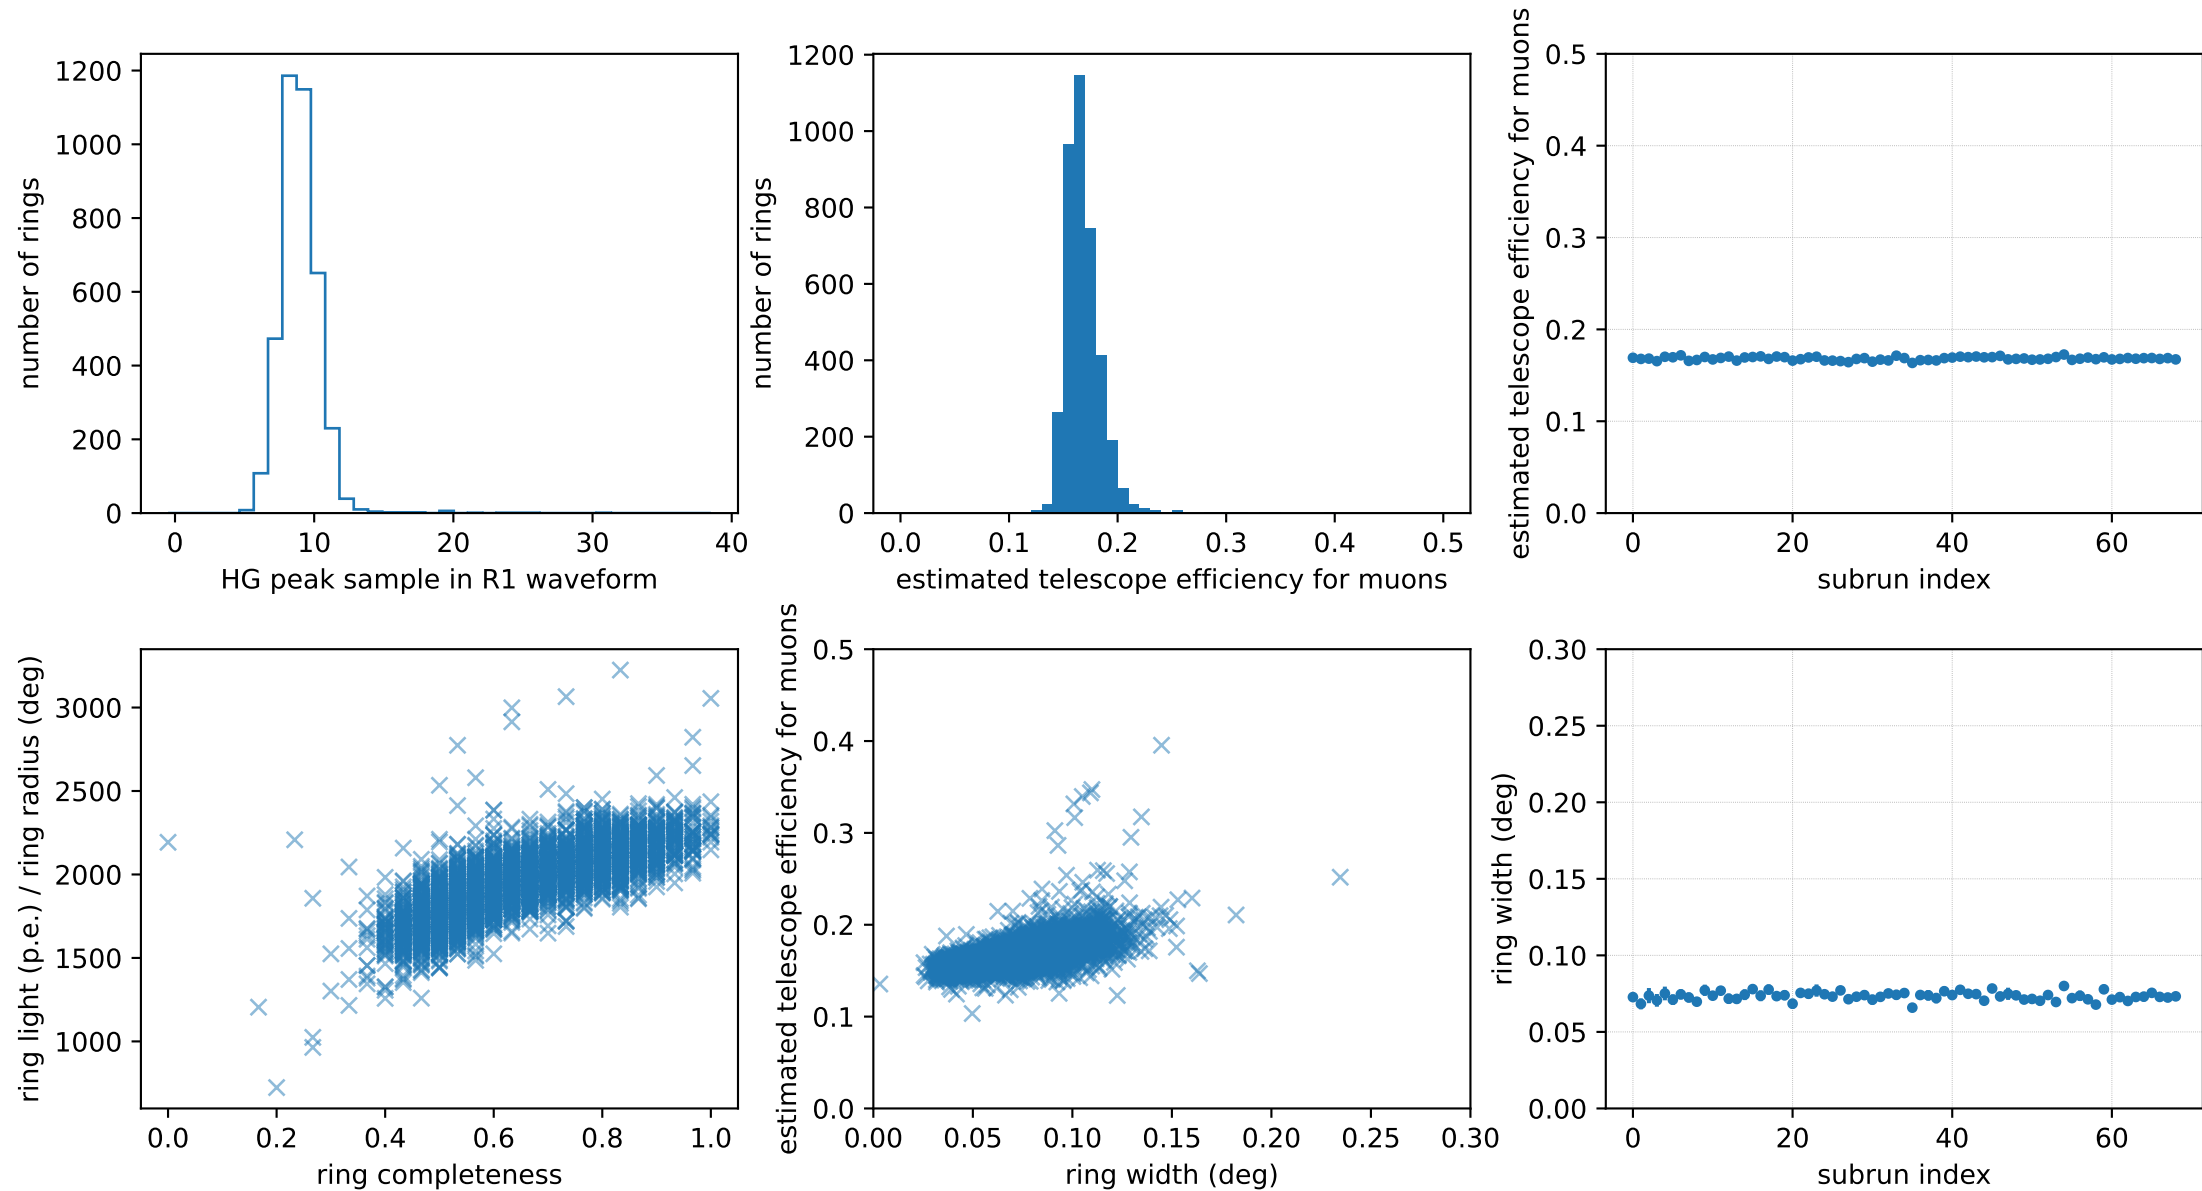 number of rings
1200
1000
800
600
400
200
0
0 10 20 30 40
HG peak sample in R1 waveform
number of rings
1200
1000
800
600
400
200
0
0.0 0.1 0.2 0.3 0.4 0.5
estimated telescope efficiency for muons
estimated telescope efficiency for muons
0.5
0.4
0.3
0.2
0.1
0.0
0 20 40 60
subrun index
ring light (p.e.) / ring radius (deg)
3000
2500
2000
1500
1000
0.0 0.2 0.4 0.6 0.8 1.0
ring completeness
estimated telescope efficiency for muons
0.5
0.4
0.3
0.2
0.1
0.0
0.00 0.05 0.10 0.15 0.20 0.25 0.30
ring width (deg)
ring width (deg)
0.30
0.25
0.20
0.15
0.10
0.05
0.00
0 20 40 60
subrun index